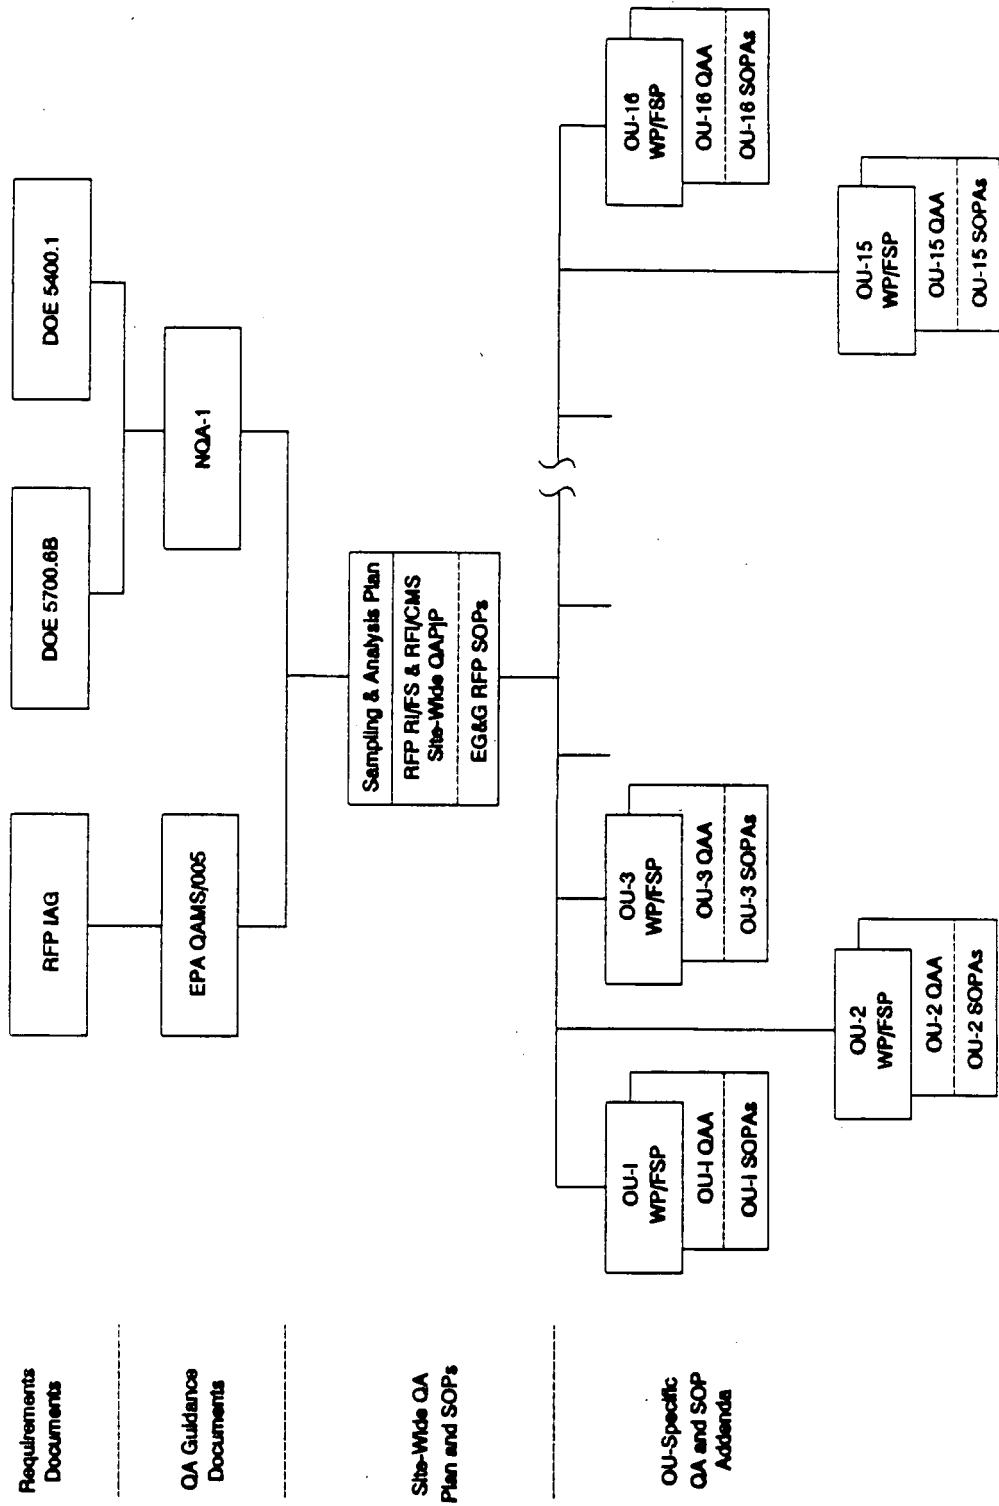 Requirements
Documents
RFP IAG
DOE 5700.6B
DOE 5400.1
QA Guidance
Documents
EPA QAMS/005
NQA-1
Site-Wide QA
Plan and SOPs
Sampling & Analysis Plan
RFP RI/FS & RFI/CMS
Site-Wide QAPjP
EG&G RFP SOPs
OU-Specific
QA and SOP
Addenda
OU-I
WP/FSP
OU-I QAA
OU-I SOPAs
OU-2
WP/FSP
OU-2 QAA
OU-2 SOPAs
OU-3
WP/FSP
OU-3 QAA
OU-3 SOPAs
OU-15
WP/FSP
OU-15 QAA
OU-15 SOPAs
OU-16
WP/FSP
OU-16 QAA
OU-16 SOPAs